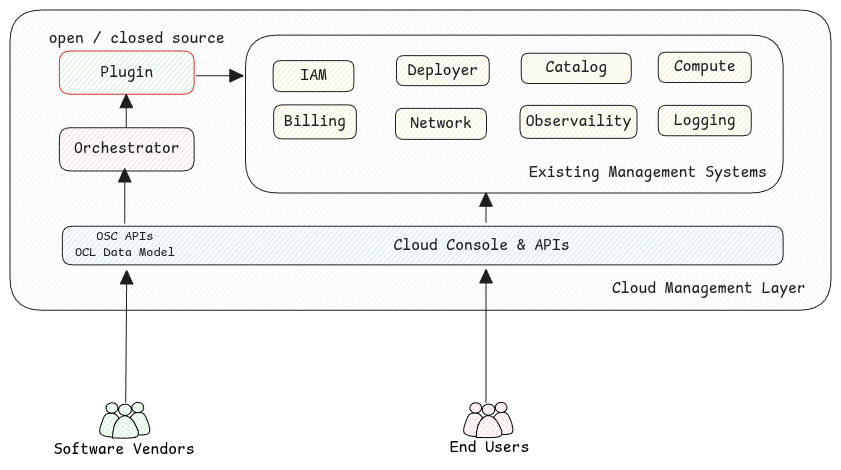 open / closed source
Plugin
IAM
Deployer
Catalog
Compute
Billing
Network
Observaility
Logging
Orchestrator
Existing Management Systems
OSC APIs
OCL Data Model
Cloud Console & APIs
Cloud Management Layer
Software Vendors
End Users